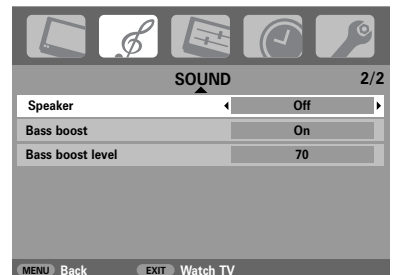 SOUND 2/2
Speaker Off
Bass boost On
Bass boost level 70
MENU Back EXIT Watch TV